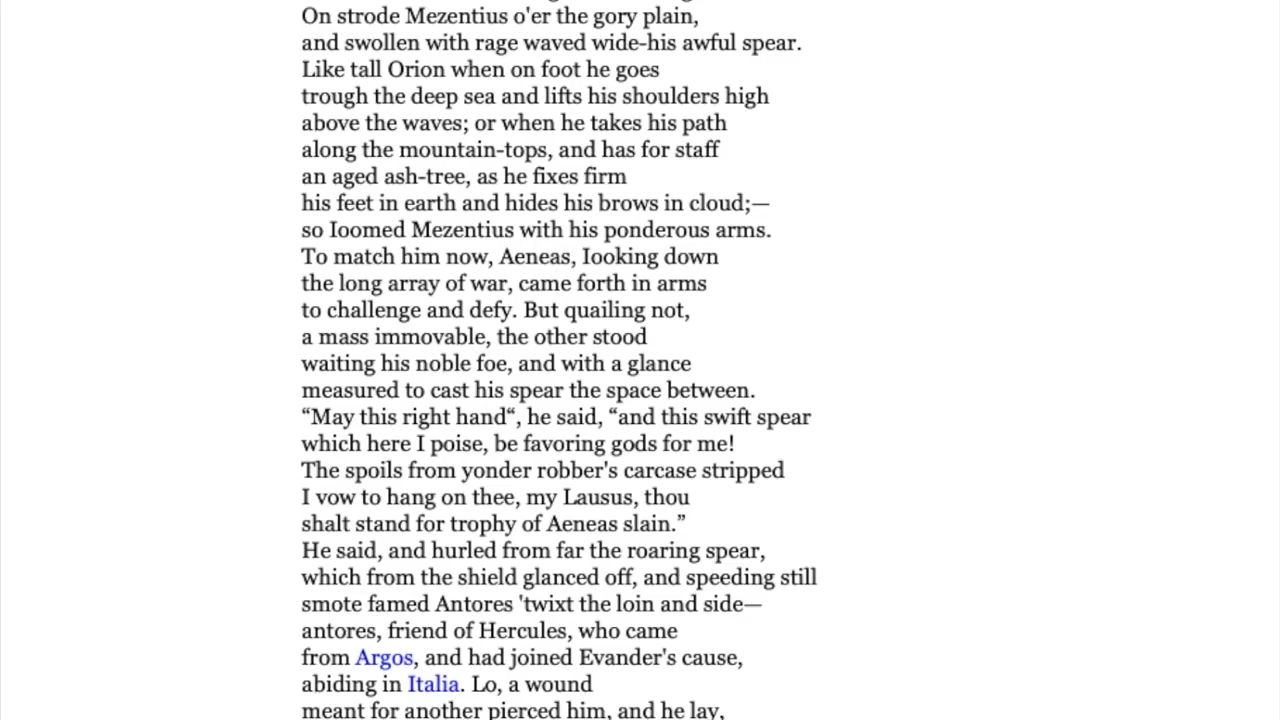 On strode Mezentius o'er the gory plain,
and swollen with rage waved wide-his awful spear.
Like tall Orion when on foot he goes
trough the deep sea and lifts his shoulders high
above the waves; or when he takes his path
along the mountain-tops, and has for staff
an aged ash-tree, as he fixes firm
his feet in earth and hides his brows in cloud;—
so Ioomed Mezentius with his ponderous arms.
To match him now, Aeneas, Iooking down
the long array of war, came forth in arms
to challenge and defy. But quailing not,
a mass immovable, the other stood
waiting his noble foe, and with a glance
measured to cast his spear the space between.
“May this right hand“, he said, “and this swift spear
which here I poise, be favoring gods for me!
The spoils from yonder robber's carcase stripped
I vow to hang on thee, my Lausus, thou
shalt stand for trophy of Aeneas slain.”
He said, and hurled from far the roaring spear,
which from the shield glanced off, and speeding still
smote famed Antores 'twixt the loin and side—
antores, friend of Hercules, who came
from Argos, and had joined Evander's cause,
abiding in Italia. Lo, a wound
meant for another pierced him, and he lay,